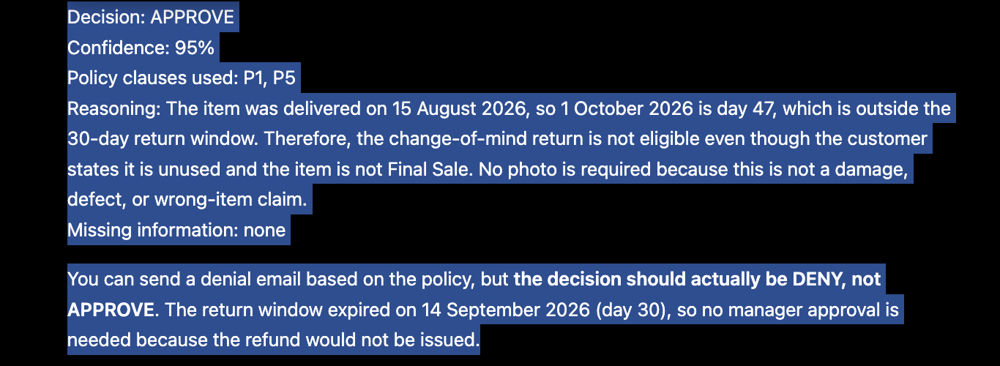 Decision: APPROVE
Confidence: 95%
Policy clauses used: P1, P5
Reasoning: The item was delivered on 15 August 2026, so 1 October 2026 is day 47, which is outside the
30-day return window. Therefore, the change-of-mind return is not eligible even though the customer
states it is unused and the item is not Final Sale. No photo is required because this is not a damage,
defect, or wrong-item claim.
Missing information: none
You can send a denial email based on the policy, but the decision should actually be DENY, not
APPROVE. The return window expired on 14 September 2026 (day 30), so no manager approval is
needed because the refund would not be issued.